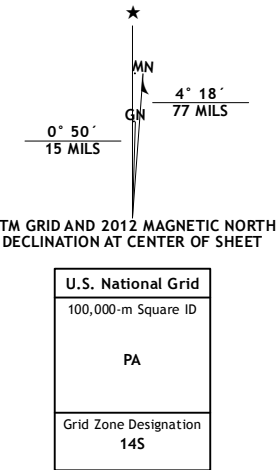 ★
MN
GN
4° 18´
77 MILS
0° 50´
15 MILS
TM GRID AND 2012 MAGNETIC NORTH
DECLINATION AT CENTER OF SHEET
U.S. National Grid
100,000-m Square ID
PA
Grid Zone Designation
14S